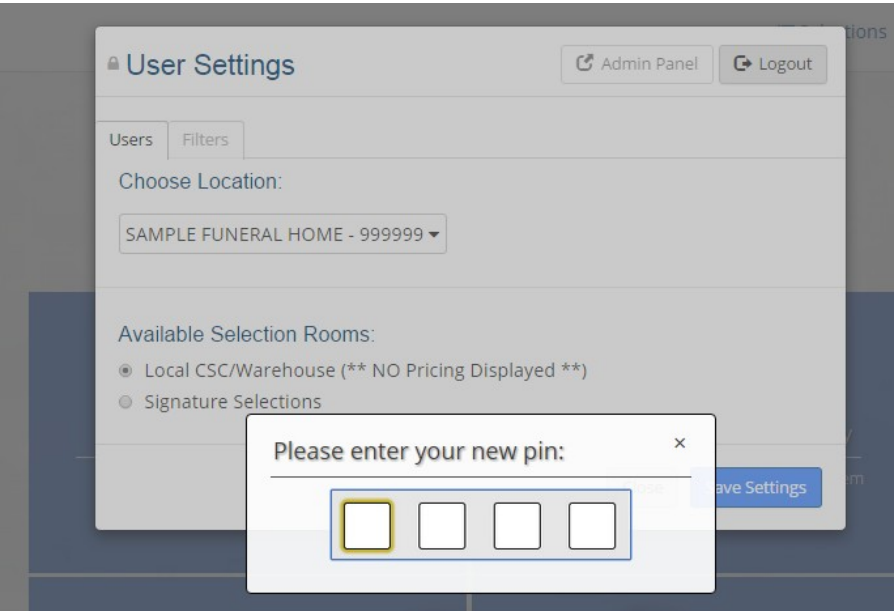 User Settings
Admin Panel
Logout
Users
Filters
Choose Location:
SAMPLE FUNERAL HOME - 999999
Available Selection Rooms:
Local CSC/Warehouse (** NO Pricing Displayed **)
Signature Selections
Please enter your new pin:
×
Close
ave Settings